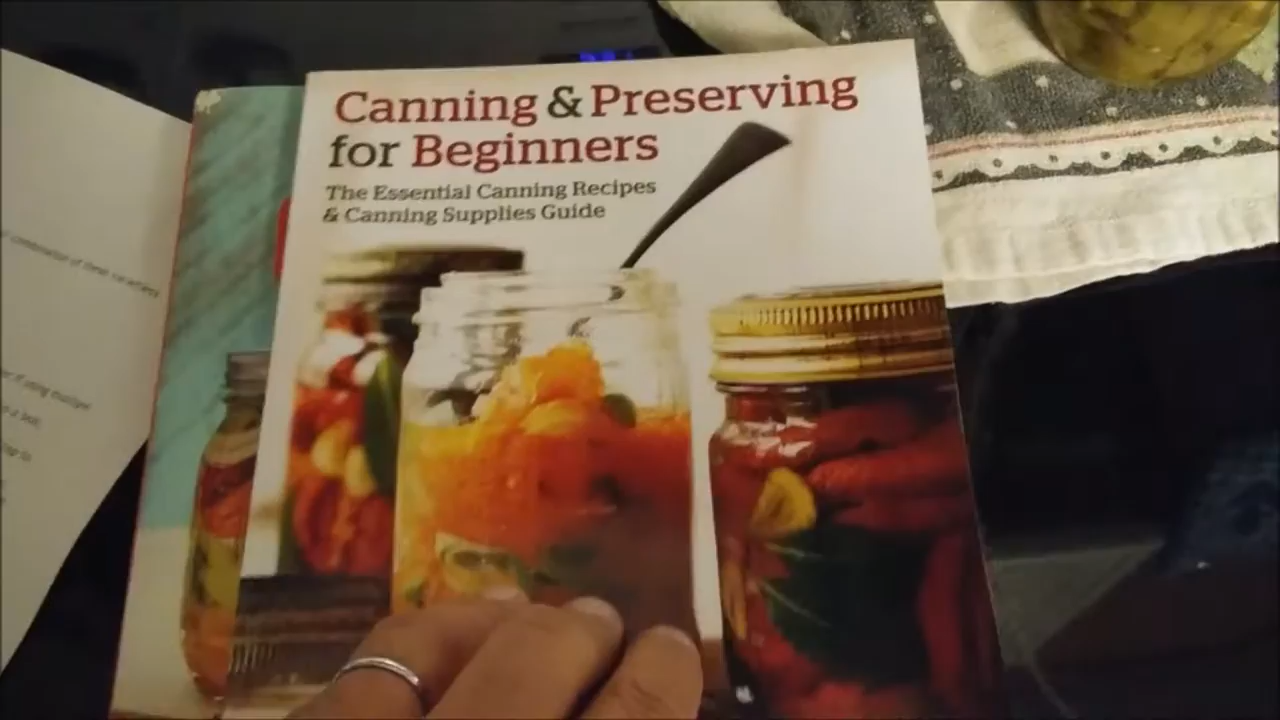 Canning & Preserving
for Beginners
The Essential Canning Recipes
& Canning Supplies Guide